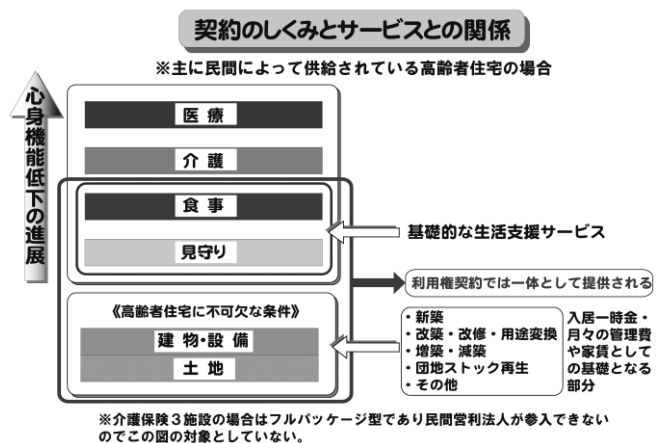 契約のしくみとサービスとの関係
※主に民間によって供給されている高齢者住宅の場合
心身機能低下の進展
医療
介護
食事
見守り
基礎的な生活支援サービス
利用権契約では一体として提供される
《高齢者住宅に不可欠な条件》
建物・設備
土地
・新築
・改築・改修・用途変換
・増築・減築
・団地ストック再生
・その他
入居一時金・
月々の管理費
や家賃として
の基礎となる
部分
※介護保険3施設の場合はフルパッケージ型であり民間営利法人が参入できない
のでこの図の対象としていない。